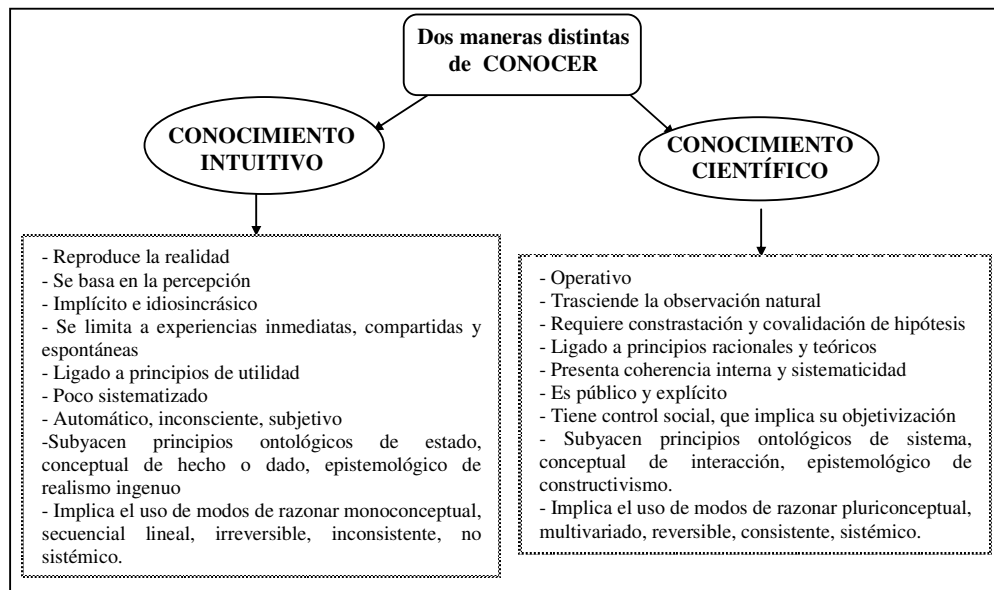 Dos maneras distintas
de CONOCER
CONOCIMIENTO
INTUITIVO
CONOCIMIENTO
CIENTÍFICO
- Reproduce la realidad
- Se basa en la percepción
- Implícito e idiosincrásico
- Se limita a experiencias inmediatas, compartidas y
espontáneas
- Ligado a principios de utilidad
- Poco sistematizado
- Automático, inconsciente, subjetivo
-Subyacen principios ontológicos de estado,
conceptual de hecho o dado, epistemológico de
realismo ingenuo
- Implica el uso de modos de razonar monoconceptual,
secuencial lineal, irreversible, inconsistente, no
sistémico.
- Operativo
- Trasciende la observación natural
- Requiere constrastación y covalidación de hipótesis
- Ligado a principios racionales y teóricos
- Presenta coherencia interna y sistematicidad
- Es público y explícito
- Tiene control social, que implica su objetivización
- Subyacen principios ontológicos de sistema,
conceptual de interacción, epistemológico de
constructivismo.
- Implica el uso de modos de razonar pluriconceptual,
multivariado, reversible, consistente, sistémico.